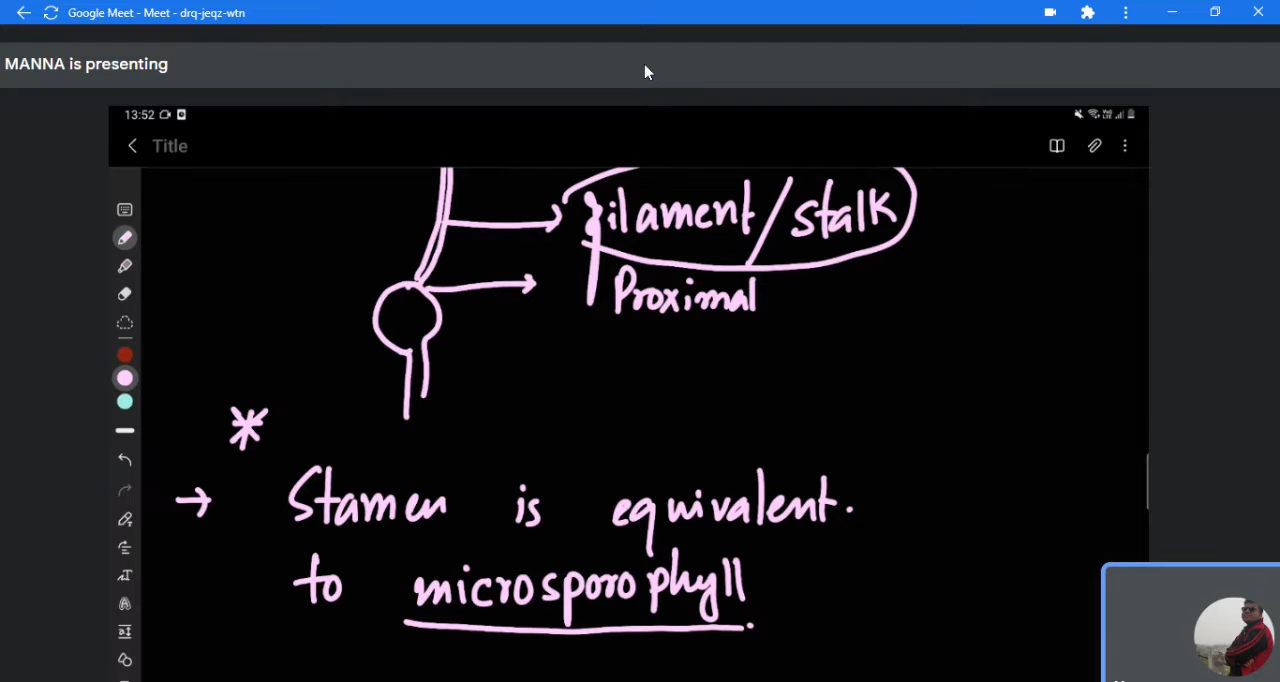 Google Meet - Meet - drq-jeqz-wtn
MANNA is presenting
13:52
Title
filament/stalk
Proximal
* 
→ Stamen is equivalent.
to microsporophyll.